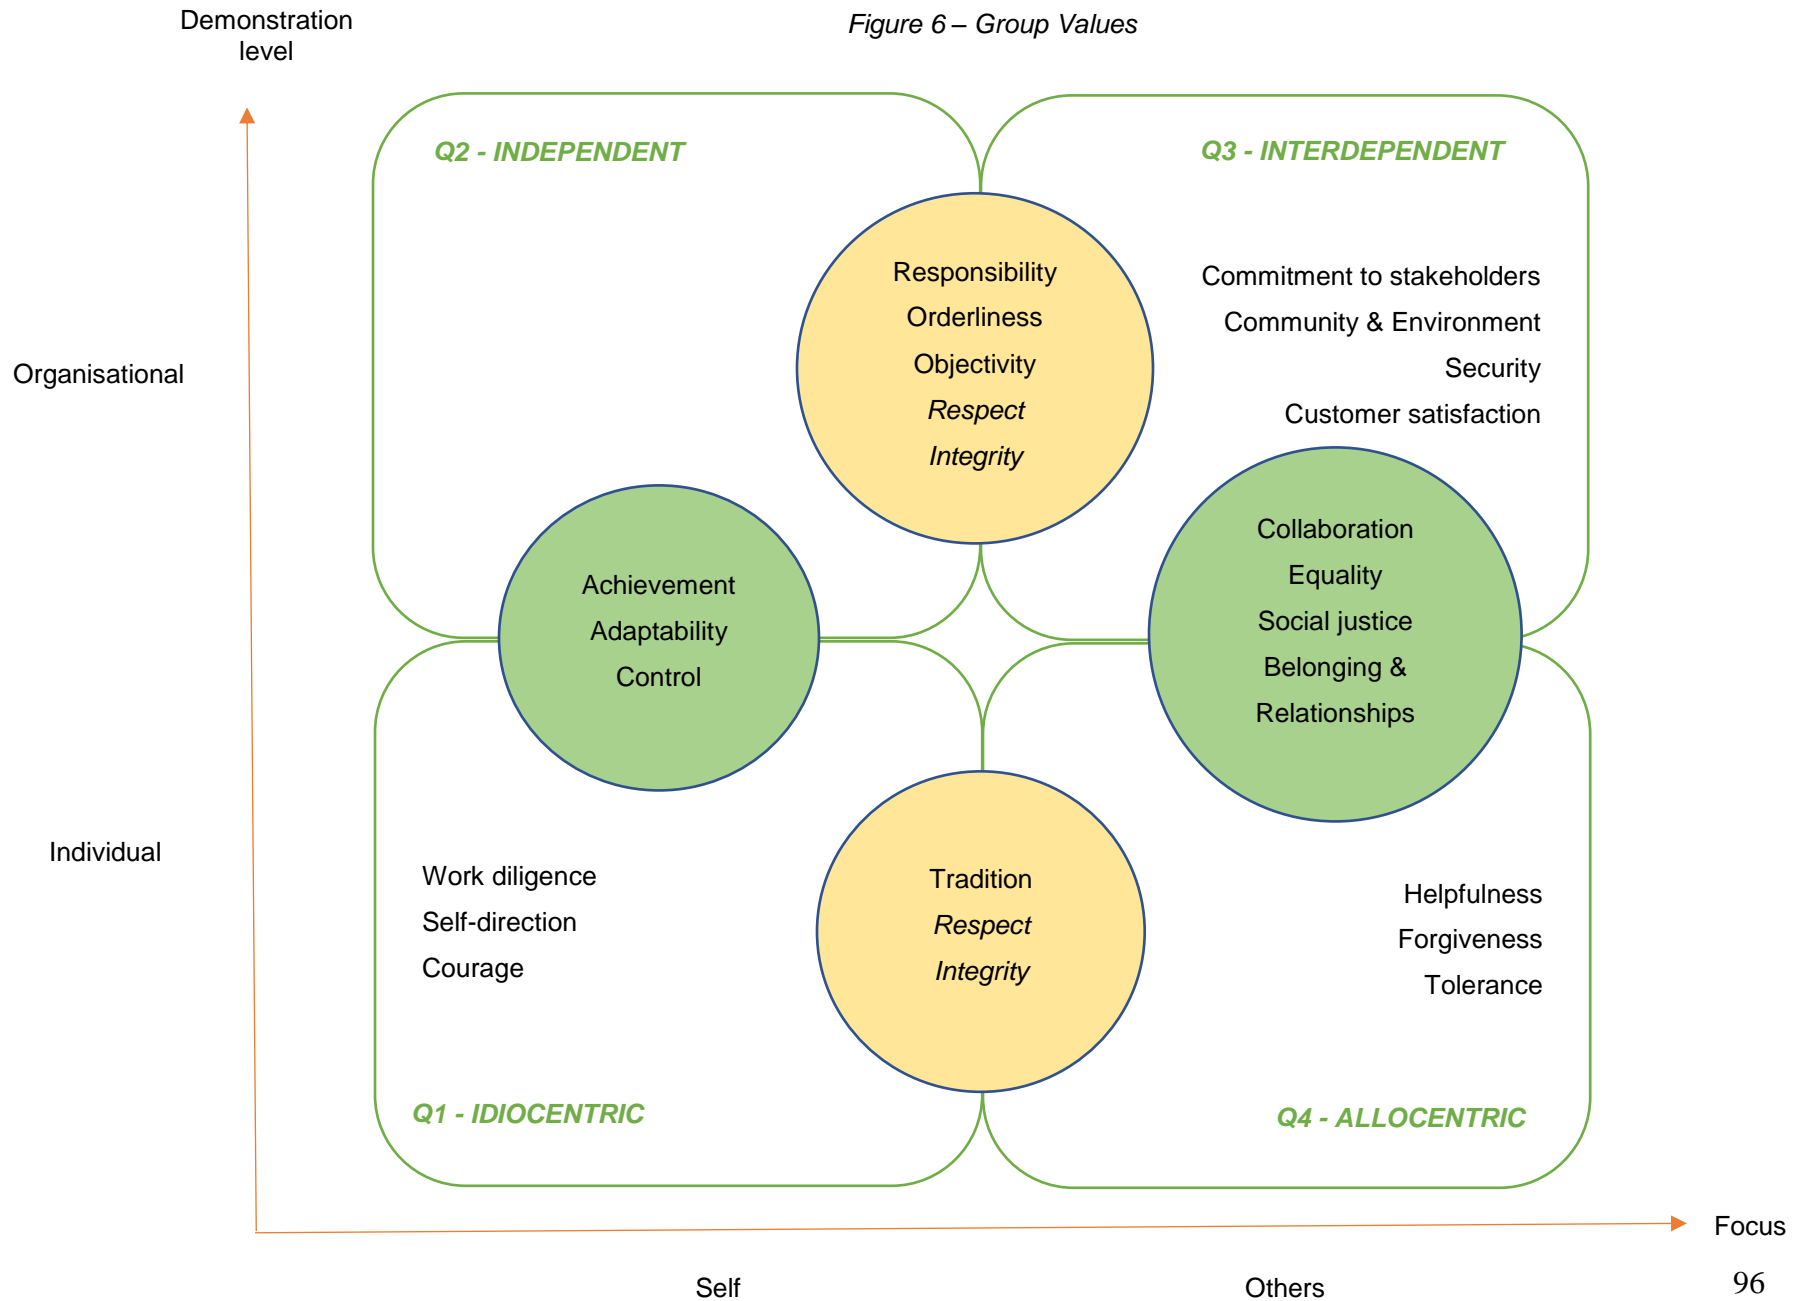 Demonstration
level
Figure 6 – Group Values
Q2 - INDEPENDENT
Q3 - INTERDEPENDENT
Organisational
Responsibility
Orderliness
Objectivity
Respect
Integrity
Commitment to stakeholders
Community & Environment
Security
Customer satisfaction
Achievement
Adaptability
Control
Collaboration
Equality
Social justice
Belonging &
Relationships
Individual
Work diligence
Self-direction
Courage
Tradition
Respect
Integrity
Helpfulness
Forgiveness
Tolerance
Q1 - IDIOCENTRIC
Q4 - ALLOCENTRIC
Focus
Self
Others
96